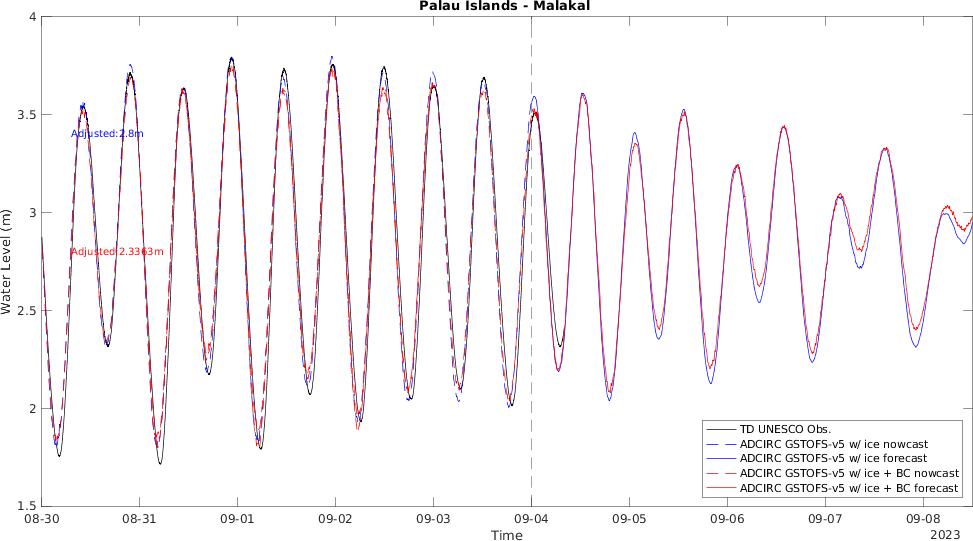 Palau Islands - Malakal
4
3.5
3
2.5
2
1.5
Water Level (m)
Adjusted:2.8m
Adjusted:2.3363m
TD UNESCO Obs.
ADCIRC GSTOFS-v5 w/ ice nowcast
ADCIRC GSTOFS-v5 w/ ice forecast
ADCIRC GSTOFS-v5 w/ ice + BC nowcast
ADCIRC GSTOFS-v5 w/ ice + BC forecast
08-30 08-31 09-01 09-02 09-03 09-04 09-05 09-06 09-07 09-08
Time
2023